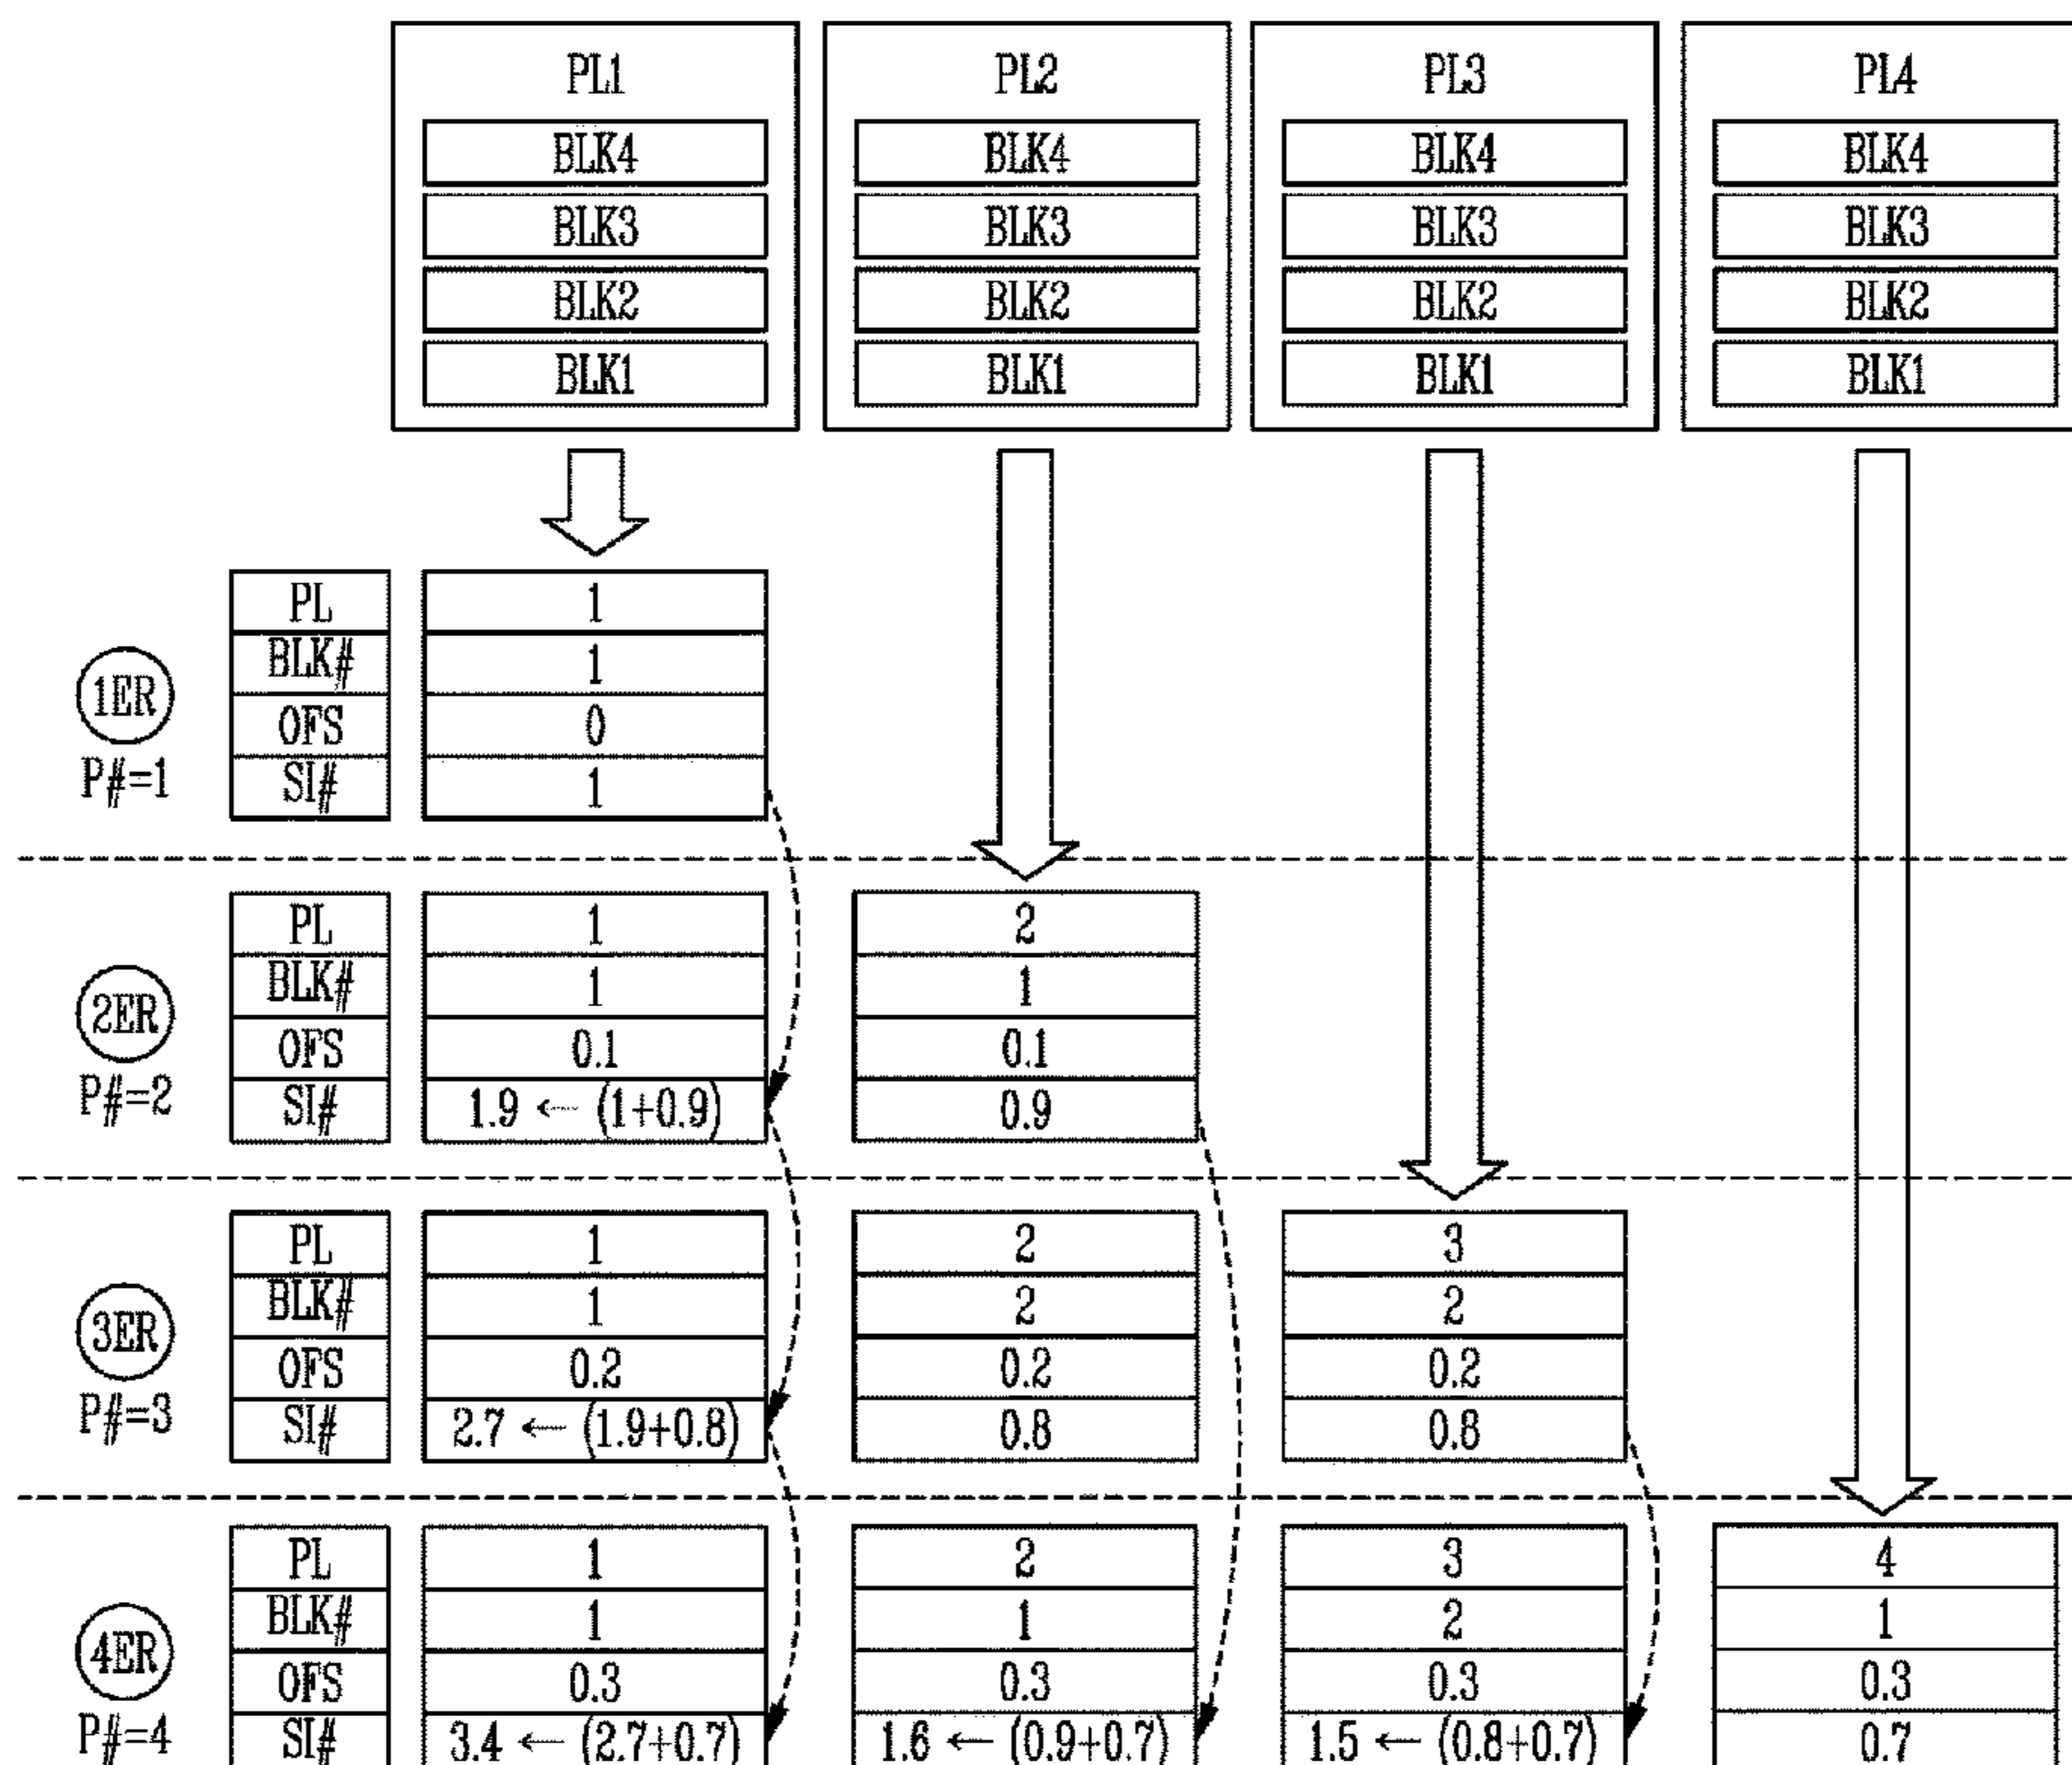 PL1 PL2 PL3 PL4
BLK4 BLK4 BLK4 BLK4
BLK3 BLK3 BLK3 BLK3
BLK2 BLK2 BLK2 BLK2
BLK1 BLK1 BLK1 BLK1
1ER
P#=1
PL 1
BLK# 1
OFS 0
SI# 1
2ER
P#=2
PL 1 2
BLK# 1 1
OFS 0.1 0.1
SI# 1.9 ← (1+0.9) 0.9
3ER
P#=3
PL 1 2 3
BLK# 1 2 2
OFS 0.2 0.2 0.2
SI# 2.7 ← (1.9+0.8) 0.8 0.8
4ER
P#=4
PL 1 2 3 4
BLK# 1 1 2 1
OFS 0.3 0.3 0.3 0.3
SI# 3.4 ← (2.7+0.7) 1.6 ← (0.9+0.7) 1.5 ← (0.8+0.7) 0.7